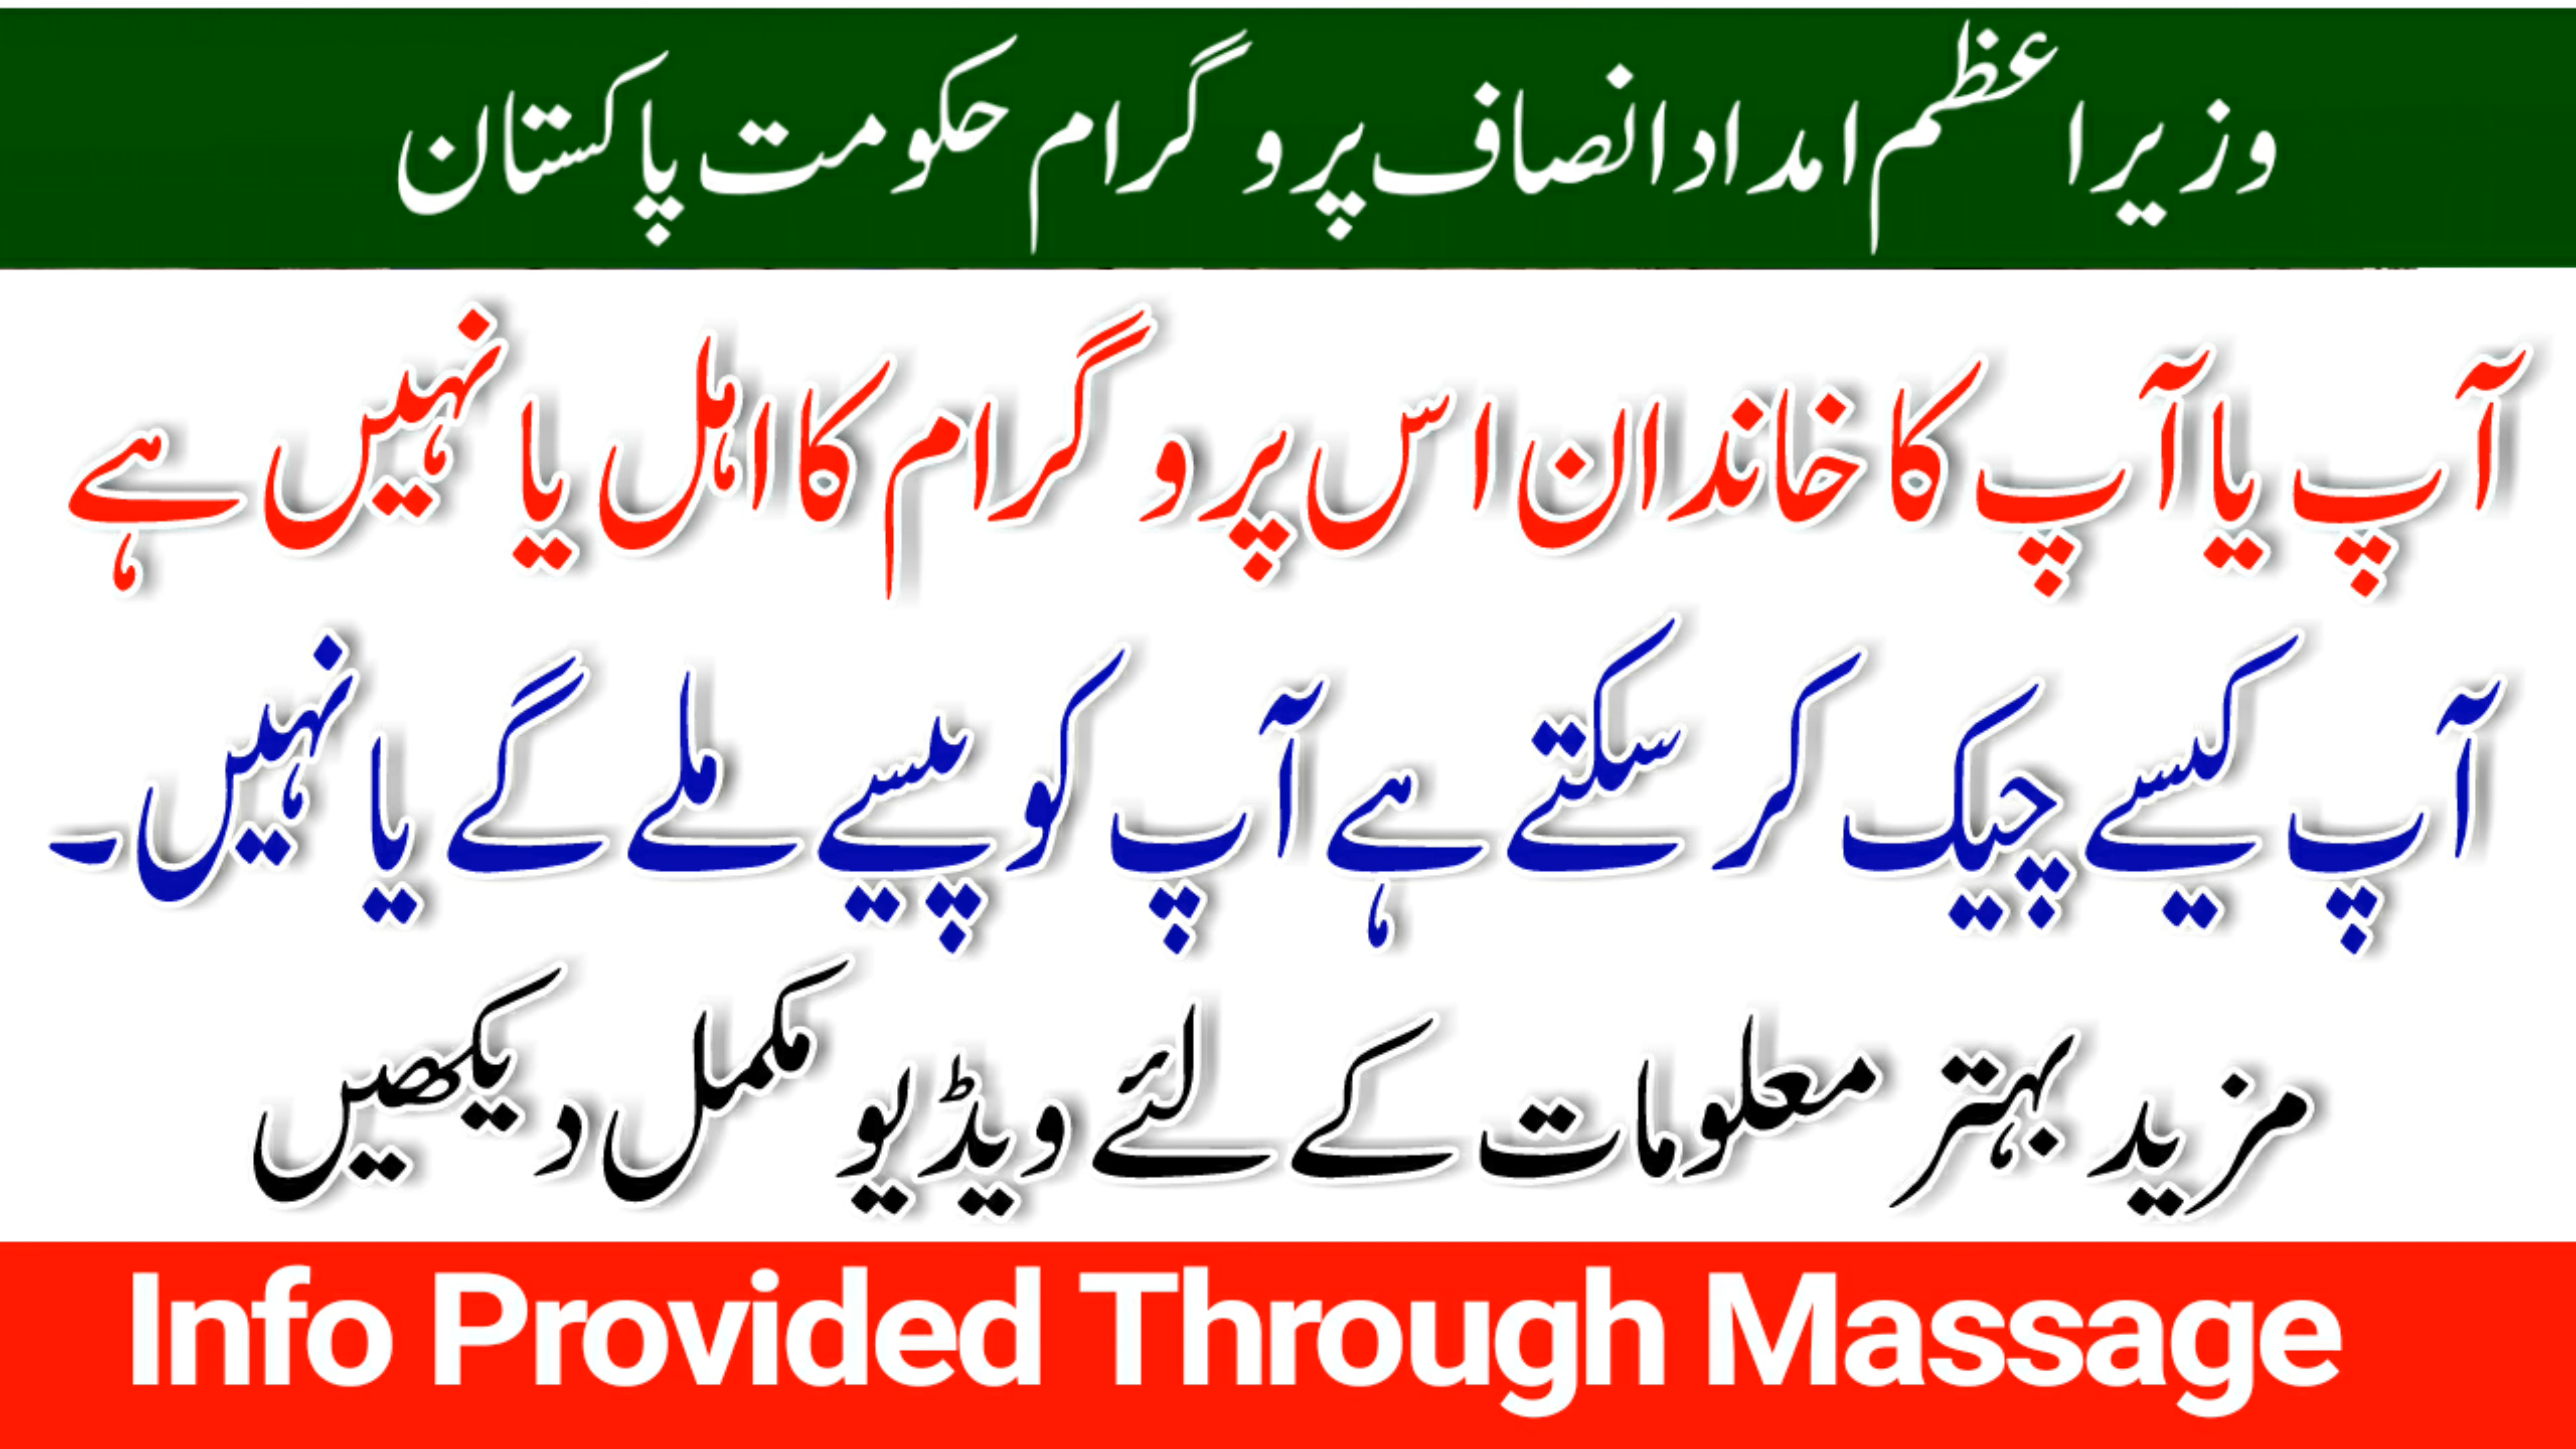 وزیراعظم امداد انصاف پروگرام حکومت پاکستان
آپ یا آپ کا خاندان اس پروگرام کا اہل یا نہیں ہے
آپ کیسے چیک کر سکتے ہے آپ کو پیسے ملے گے یا نہیں۔
مزید بہتر معلومات کے لئے ویڈیو مکمل دیکھیں
Info Provided Through Massage